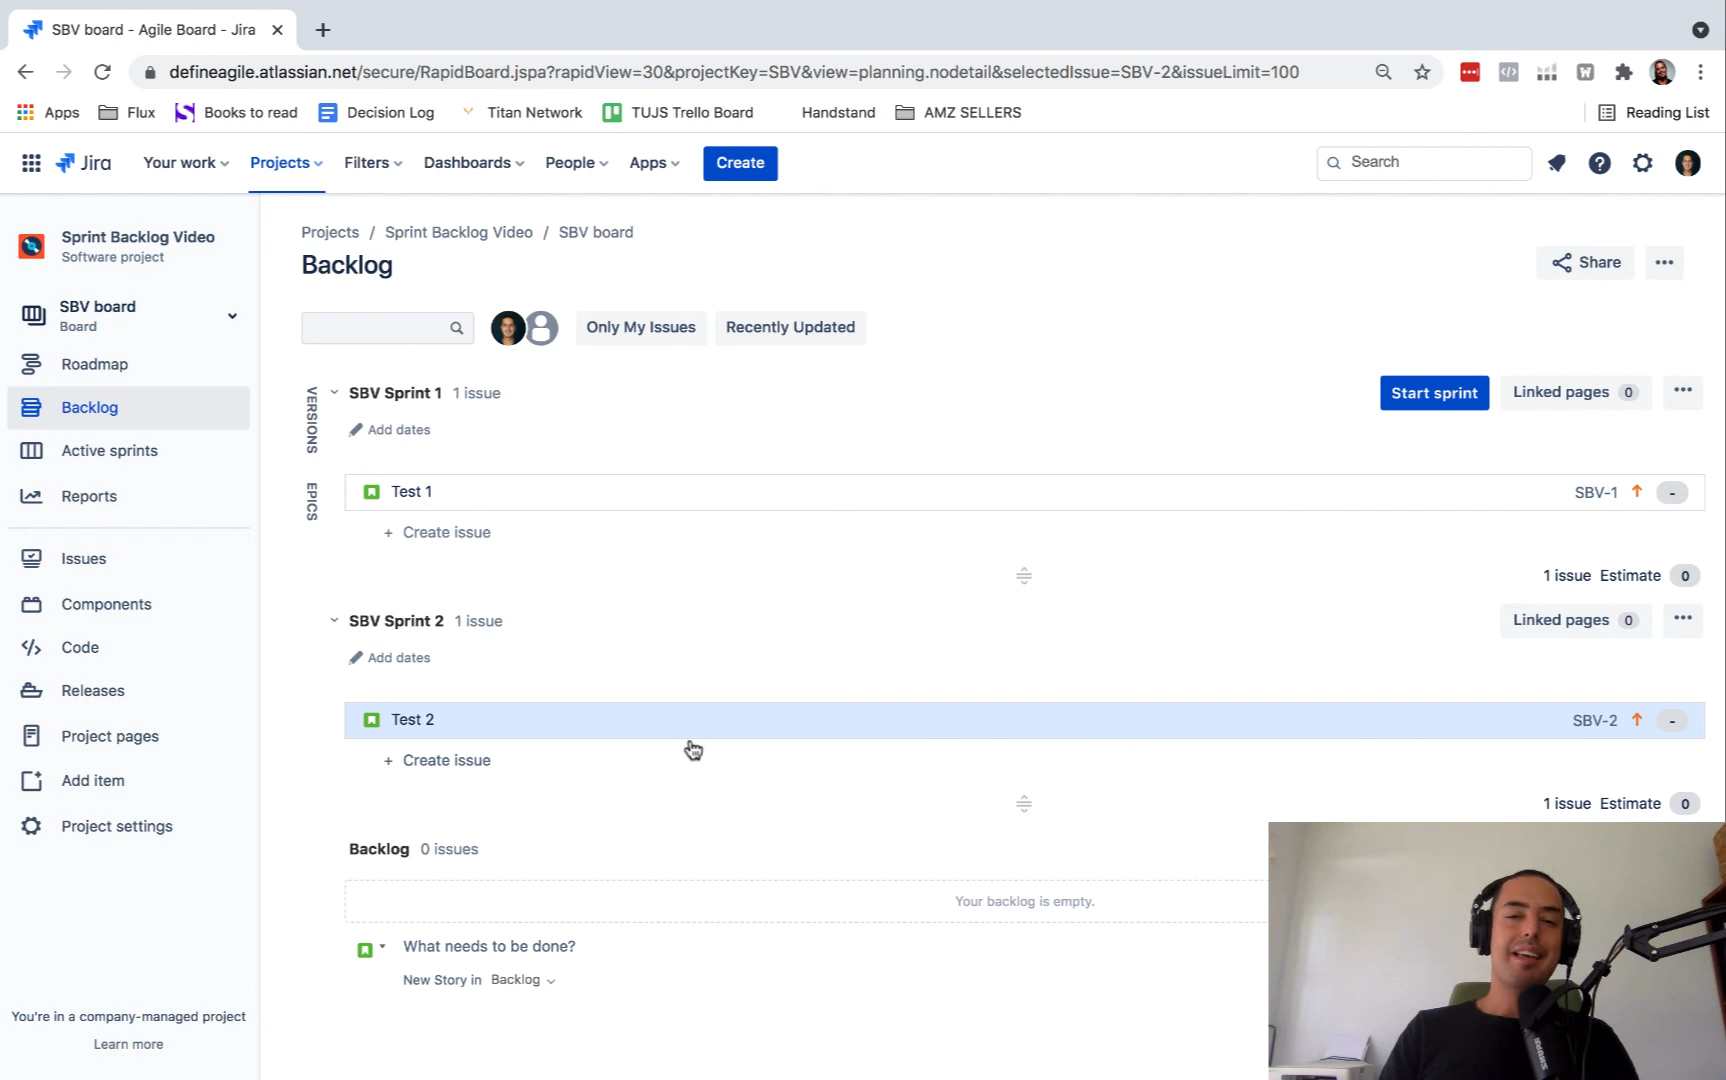 SBV board - Agile Board - Jira
defineagile.atlassian.net/secure/RapidBoard.jspa?rapidView=30&projectKey=SBV&view=planning.nodetail&selectedIssue=SBV-2&issueLimit=100
Apps Flux Books to read Decision Log Titan Network TUJS Trello Board Handstand AMZ SELLERS Reading List
Jira Your work Projects Filters Dashboards People Apps Create Search
Sprint Backlog Video
Software project
SBV board
Board
Roadmap
Backlog
Active sprints
Reports
Issues
Components
Code
Releases
Project pages
Add item
Project settings
You're in a company-managed project
Learn more
Projects / Sprint Backlog Video / SBV board
Backlog
Share
Only My Issues Recently Updated
VERSIONS
EPICS
SBV Sprint 1 1 issue Start sprint Linked pages 0
Add dates
Test 1 SBV-1 -
+ Create issue
1 issue Estimate 0
SBV Sprint 2 1 issue Linked pages 0
Add dates
Test 2 SBV-2 -
+ Create issue
1 issue Estimate 0
Backlog 0 issues
Your backlog is empty.
What needs to be done?
New Story in Backlog